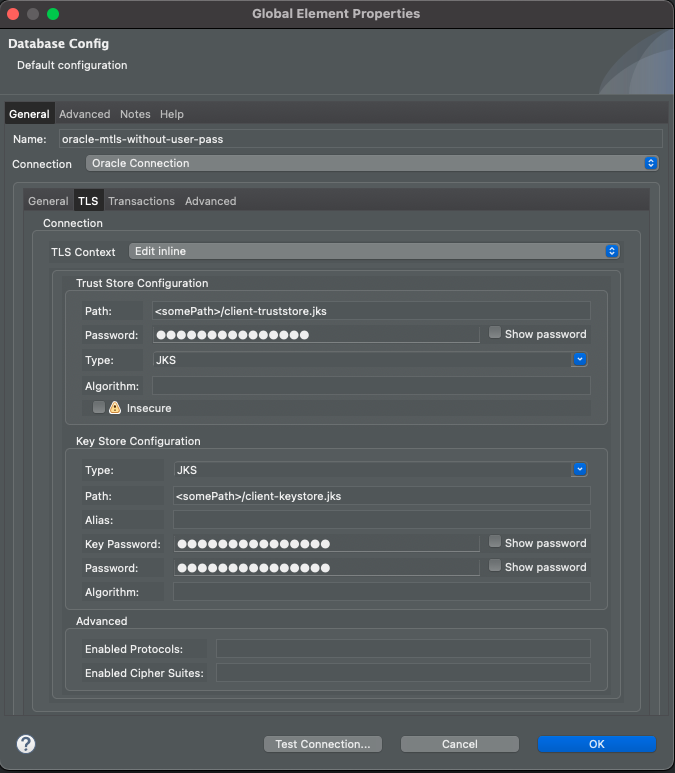 Global Element Properties
Database Config
Default configuration
General Advanced Notes Help
Name: oracle-mtls-without-user-pass
Connection Oracle Connection
General TLS Transactions Advanced
Connection
TLS Context Edit inline
Trust Store Configuration
Path: <somePath>/client-truststore.jks
Password: ●●●●●●●●●●●●●●● Show password
Type: JKS
Algorithm:
Insecure
Key Store Configuration
Type: JKS
Path: <somePath>/client-keystore.jks
Alias:
Key Password: ●●●●●●●●●●●●●●● Show password
Password: ●●●●●●●●●●●●●●● Show password
Algorithm:
Advanced
Enabled Protocols:
Enabled Cipher Suites:
? Test Connection... Cancel OK